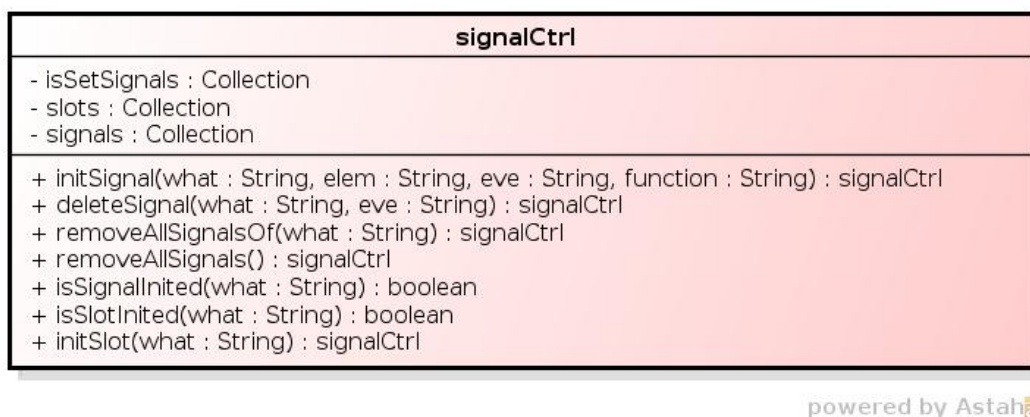 signalCtrl
- isSetSignals : Collection
- slots : Collection
- signals : Collection
+ initSignal(what : String, elem : String, eve : String, function : String) : signalCtrl
+ deleteSignal(what : String, eve : String) : signalCtrl
+ removeAllSignalsOf(what : String) : signalCtrl
+ removeAllSignals() : signalCtrl
+ isSignalInited(what : String) : boolean
+ isSlotInited(what : String) : boolean
+ initSlot(what : String) : signalCtrl
powered by Astah